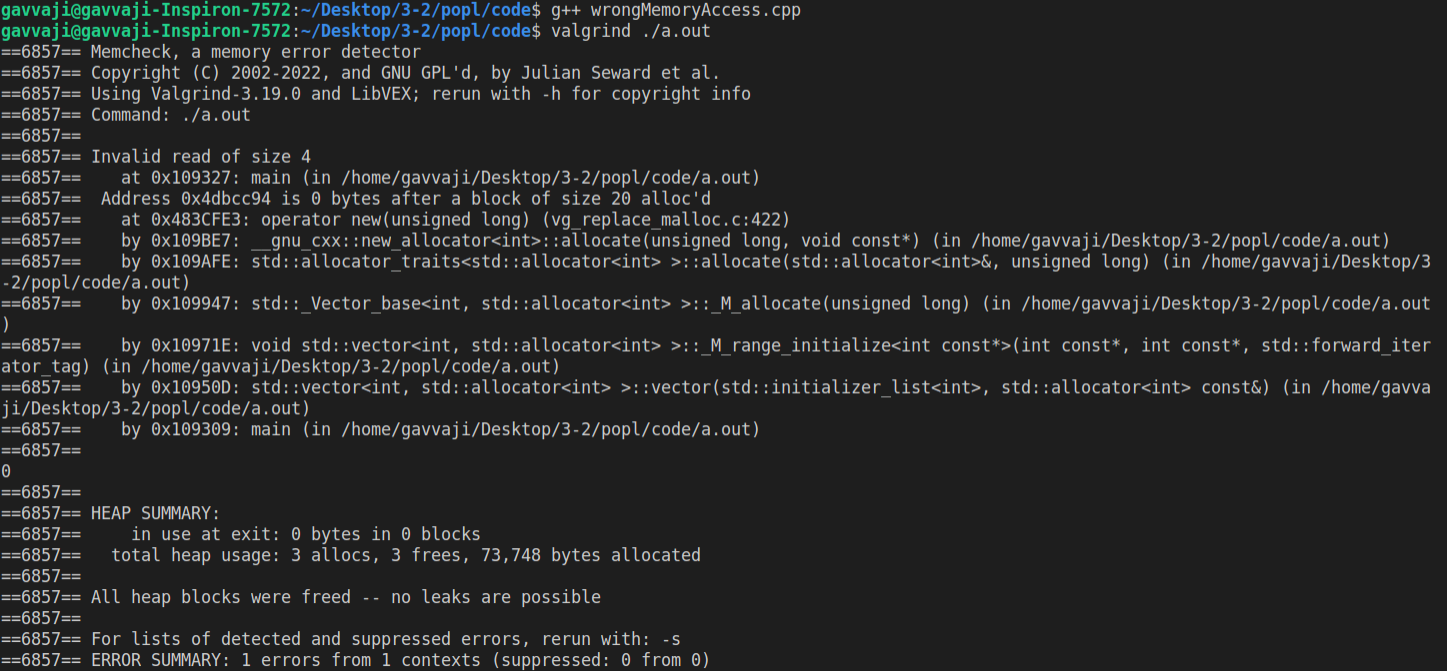 gavvaji@gavvaji-Inspiron-7572:~/Desktop/3-2/popl/code$ g++ wrongMemoryAccess.cpp
gavvaji@gavvaji-Inspiron-7572:~/Desktop/3-2/popl/code$ valgrind ./a.out
==6857== Memcheck, a memory error detector
==6857== Copyright (C) 2002-2022, and GNU GPL'd, by Julian Seward et al.
==6857== Using Valgrind-3.19.0 and LibVEX; rerun with -h for copyright info
==6857== Command: ./a.out
==6857==
==6857== Invalid read of size 4
==6857==    at 0x109327: main (in /home/gavvaji/Desktop/3-2/popl/code/a.out)
==6857==  Address 0x4dbcc94 is 0 bytes after a block of size 20 alloc'd
==6857==    at 0x483CFE3: operator new(unsigned long) (vg_replace_malloc.c:422)
==6857==    by 0x109BE7: __gnu_cxx::new_allocator<int>::allocate(unsigned long, void const*) (in /home/gavvaji/Desktop/3-2/popl/code/a.out)
==6857==    by 0x109AFE: std::allocator_traits<std::allocator<int> >::allocate(std::allocator<int>&, unsigned long) (in /home/gavvaji/Desktop/3
-2/popl/code/a.out)
==6857==    by 0x109947: std::_Vector_base<int, std::allocator<int> >::_M_allocate(unsigned long) (in /home/gavvaji/Desktop/3-2/popl/code/a.out
)
==6857==    by 0x10971E: void std::vector<int, std::allocator<int> >::_M_range_initialize<int const*>(int const*, int const*, std::forward_iter
ator_tag) (in /home/gavvaji/Desktop/3-2/popl/code/a.out)
==6857==    by 0x10950D: std::vector<int, std::allocator<int> >::vector(std::initializer_list<int>, std::allocator<int> const&) (in /home/gavva
ji/Desktop/3-2/popl/code/a.out)
==6857==    by 0x109309: main (in /home/gavvaji/Desktop/3-2/popl/code/a.out)
==6857==
0
==6857==
==6857== HEAP SUMMARY:
==6857==     in use at exit: 0 bytes in 0 blocks
==6857==   total heap usage: 3 allocs, 3 frees, 73,748 bytes allocated
==6857==
==6857== All heap blocks were freed -- no leaks are possible
==6857==
==6857== For lists of detected and suppressed errors, rerun with: -s
==6857== ERROR SUMMARY: 1 errors from 1 contexts (suppressed: 0 from 0)